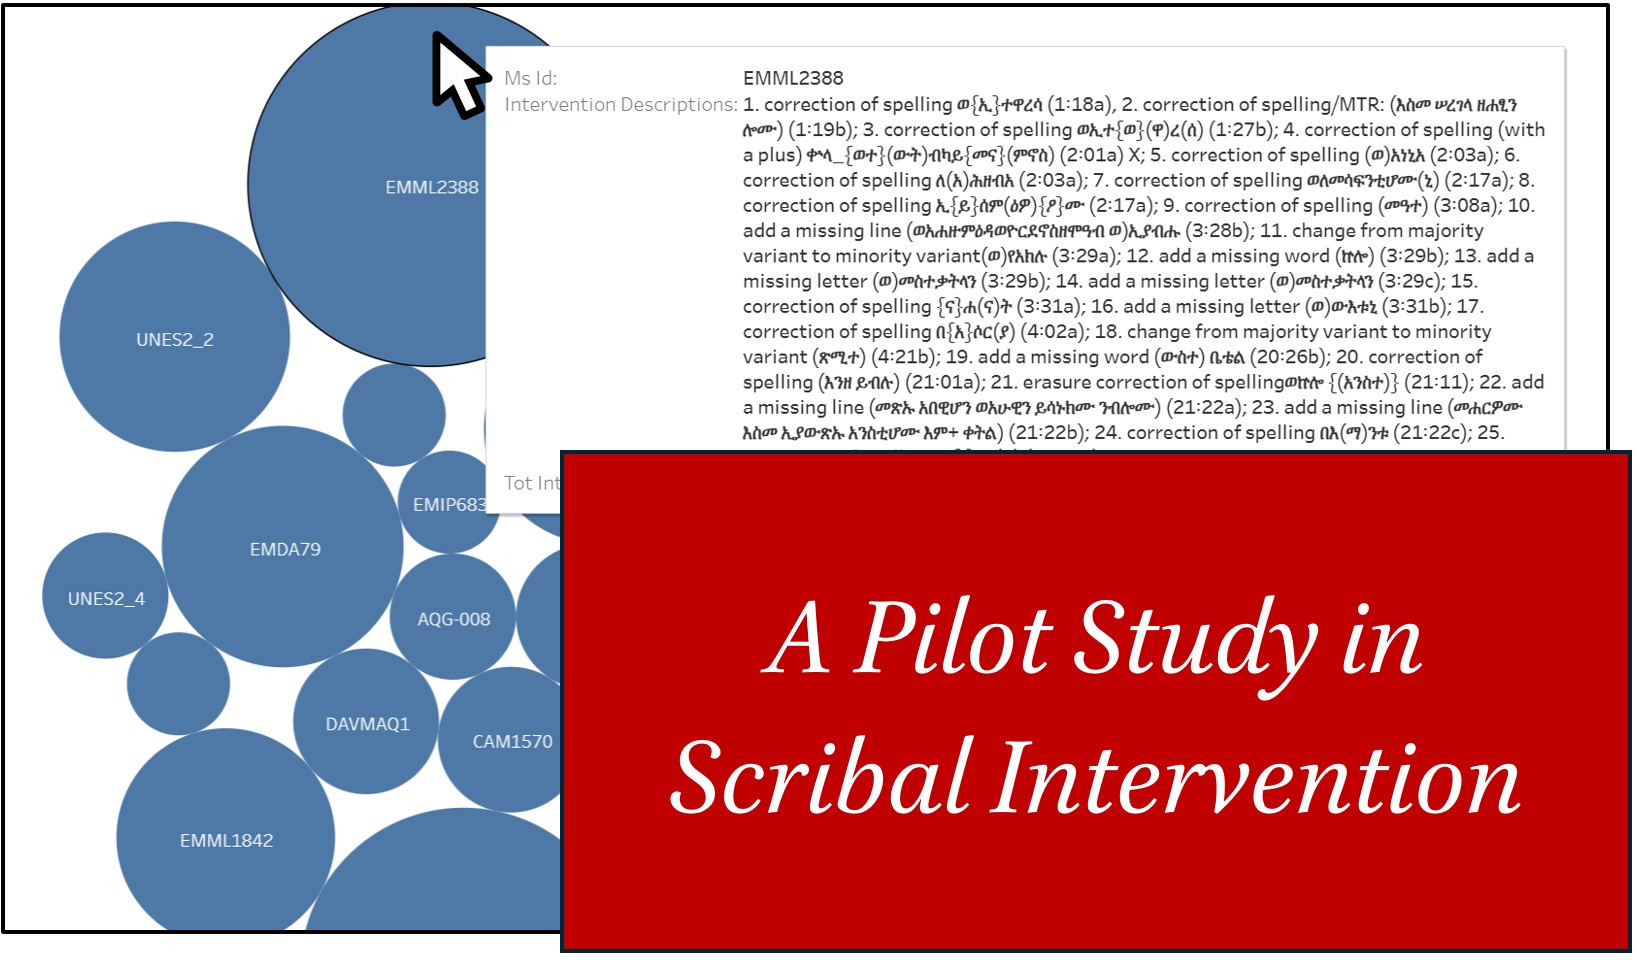 Ms Id: EMML2388
Intervention Descriptions: 1. correction of spelling ወ{ኢ}ተዋረሳ (1:18a), 2. correction of spelling/MTR: (እስመ ሠረገላ ዘሐፂን
ሎሙ) (1:19b); 3. correction of spelling ወኢተ{ወ}(ዋ)ረ(ሰ) (1:27b); 4. correction of spelling (with
a plus) ቍላ_{ወተ}(ውት)ብካይ{መና}(ምኖስ) (2:01a) X; 5. correction of spelling (ወ)አነኒአ (2:03a); 6.
correction of spelling ለ(አ)ሕዘብአ (2:03a); 7. correction of spelling ወለመሳፍንቲሆሙ(ኒ) (2:17a); 8.
correction of spelling ኢ{ይ}ሰም(ዕዎ){ዖ}ሙ (2:17a); 9. correction of spelling (መዓተ) (3:08a); 10.
add a missing line (ወአሐዙምዕዳወዮርደኖስዘሞዓብ ወ)ኢያብሑ (3:28b); 11. change from majority
variant to minority variant(ወ)የአክሉ (3:29a); 12. add a missing word (ኵሎ) (3:29b); 13. add a
missing letter (ወ)መስተቃትላን (3:29b); 14. add a missing letter (ወ)መስተቃትላን (3:29c); 15.
correction of spelling {ና}ሐ(ና)ት (3:31a); 16. add a missing letter (ወ)ውእቱኒ (3:31b); 17.
correction of spelling በ{አ}ሶር(ያ) (4:02a); 18. change from majority variant to minority
variant (ጽሚተ) (4:21b); 19. add a missing word (ውስተ) ቤቴል (20:26b); 20. correction of
spelling (እንዘ ይብሉ) (21:01a); 21. erasure correction of spellingወኵሎ {(አንስተ)} (21:11); 22. add
a missing line (መጽኡ አበዊሆን ወአሁዊን ይሳኑክሙ ንብሎሙ) (21:22a); 23. add a missing line (መሐርዎሙ
እስመ ኢያውጽኡ አንስቲሆሙ እም+ ቀትል) (21:22b); 24. correction of spelling በእ(ማ)ንቱ (21:22c); 25.
Tot Int
EMML2388
UNES2_2
EMIP683
EMDA79
UNES2_4
AQG-008
DAVMAQ1
CAM1570
EMML1842
A Pilot Study in
Scribal Intervention